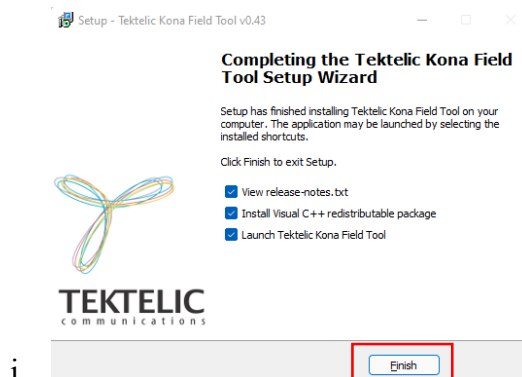 Setup - Tektelic Kona Field Tool v0.43
Completing the Tektelic Kona Field
Tool Setup Wizard
Setup has finished installing Tektelic Kona Field Tool on your
computer. The application may be launched by selecting the
installed shortcuts.
Click Finish to exit Setup.
View release-notes.txt
Install Visual C++ redistributable package
Launch Tektelic Kona Field Tool
TEKTELIC
communications
Finish
i